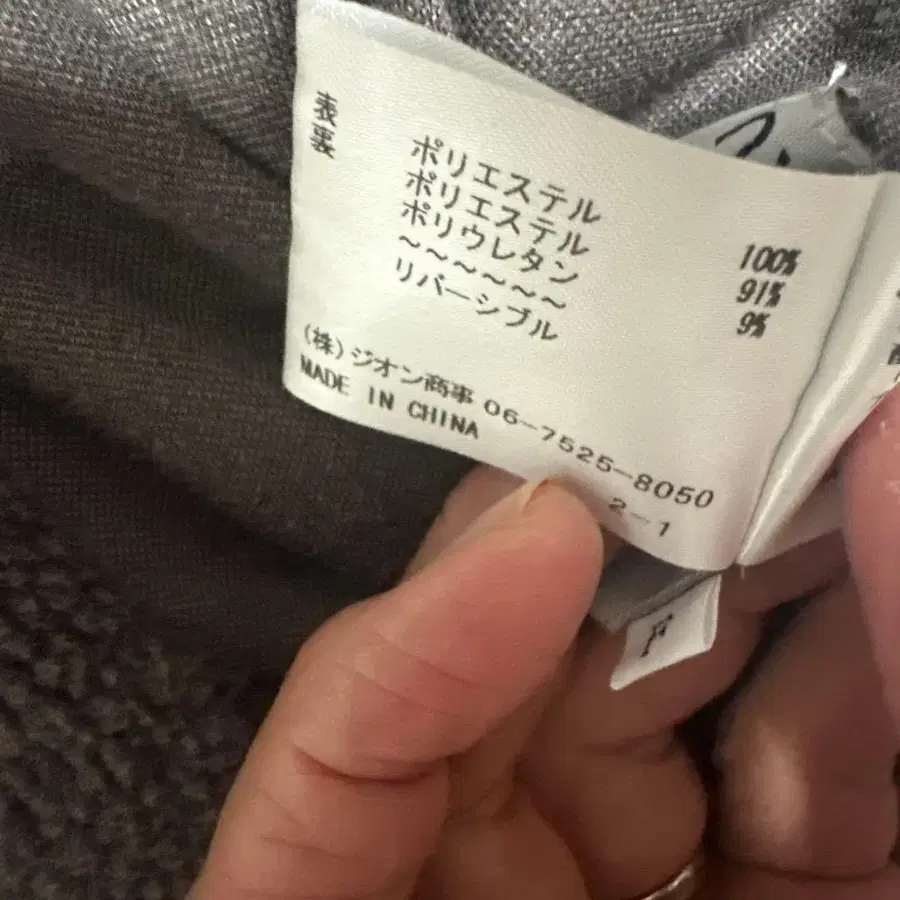 表 ポリエステル 100%
裏 ポリエステル 91%
ポリウレタン 9%
~~~~~~
リバーシブル
(株)ジオン商事 06-7525-8050
MADE IN CHINA 2-1
F